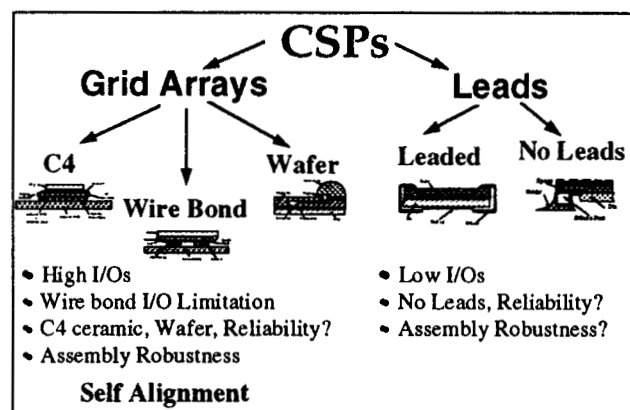 CSPs
Grid Arrays
Leads
C4
Wire Bond
Wafer
Leaded
No Leads
• High I/Os
• Wire bond I/O Limitation
• C4 ceramic, Wafer, Reliability?
• Assembly Robustness
Self Alignment
• Low I/Os
• No Leads, Reliability?
• Assembly Robustness?